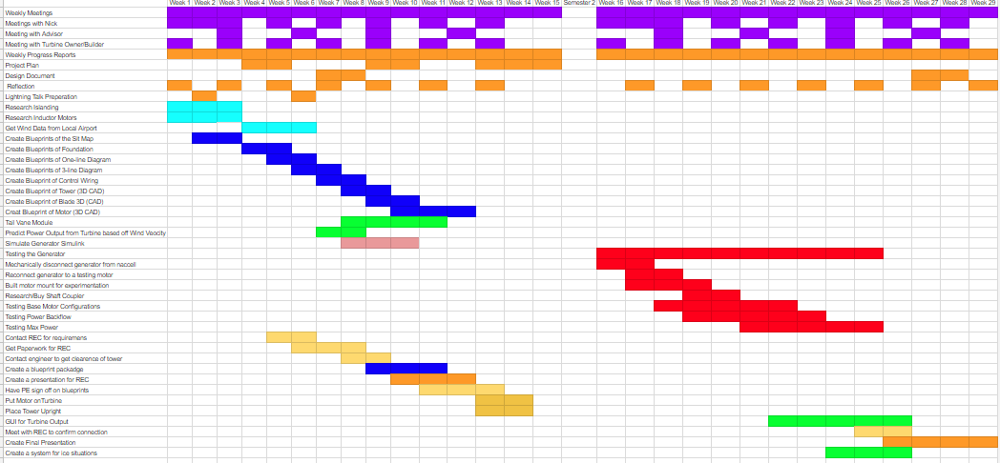 Week 1 Week 2 Week 3 Week 4 Week 5 Week 6 Week 7 Week 8 Week 9 Week 10 Week 11 Week 12 Week 13 Week 14 Week 15 Semester 2 Week 16 Week 17 Week 18 Week 19 Week 20 Week 21 Week 22 Week 23 Week 24 Week 25 Week 26 Week 27 Week 28 Week 29
Weekly Meetings
Meetings with Nick
Meeting with Advisor
Meeting with Turbine Owner/Builder
Weekly Progress Reports
Project Plan
Design Document
Reflection
Lightning Talk Preperation
Research Islanding
Research Inductor Motors
Get Wind Data from Local Airport
Create Blueprints of the Sit Map
Create Blueprints of Foundation
Create Blueprints of One-line Diagram
Create Blueprints of 3-line Diagram
Create Blueprint of Control Wiring
Create Blueprint of Tower (3D CAD)
Create Blueprint of Blade 3D (CAD)
Creat Blueprint of Motor (3D CAD)
Tail Vane Module
Predict Power Output from Turbine based off Wind Veocity
Simulate Generator Simulink
Testing the Generator
Mechanically disconnect generator from naccell
Reconnect generator to a testing motor
Built motor mount for experimentation
Research/Buy Shaft Coupler
Testing Base Motor Configurations
Testing Power Backflow
Testing Max Power
Contact REC for requiremens
Get Paperwork for REC
Contact engineer to get clearence of tower
Create a blueprint packadge
Create a presentation for REC
Have PE sign off on blueprints
Put Motor onTurbine
Place Tower Upright
GUI for Turbine Output
Meet with REC to confirm connection
Create Final Presentation
Create a system for ice situations